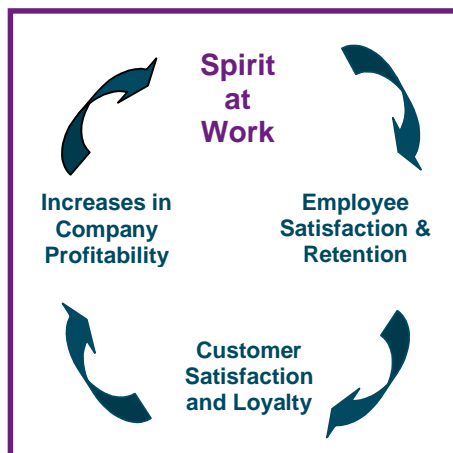 Spirit
at
Work
Employee
Satisfaction &
Retention
Customer
Satisfaction
and Loyalty
Increases in
Company
Profitability